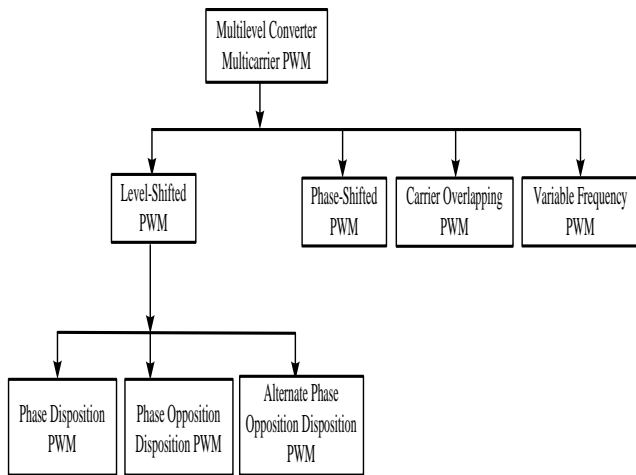 Multilevel Converter
Multicarrier PWM
Level-Shifted
PWM
Phase-Shifted
PWM
Carrier Overlapping
PWM
Variable Frequency
PWM
Phase Disposition
PWM
Phase Opposition
Disposition PWM
Alternate Phase
Opposition Disposition
PWM